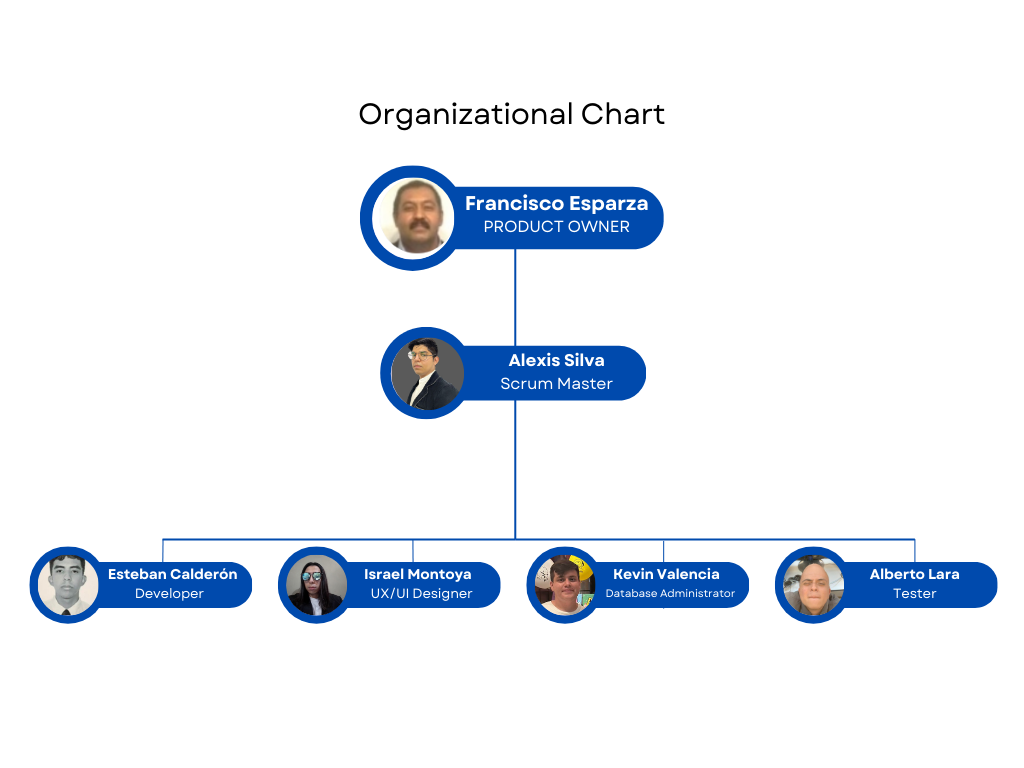 Organizational Chart
Francisco Esparza
PRODUCT OWNER
Alexis Silva
Scrum Master
Esteban Calderón
Developer
Israel Montoya
UX/UI Designer
Kevin Valencia
Database Administrator
Alberto Lara
Tester